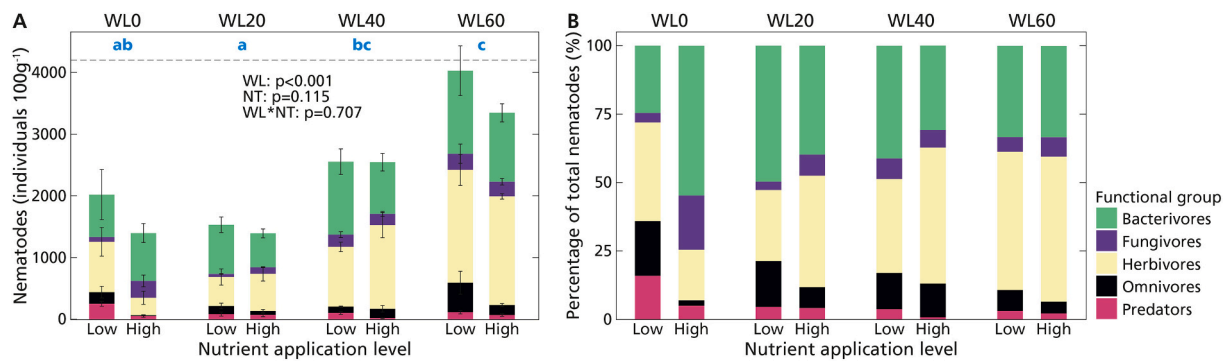 A
WL0 WL20 WL40 WL60
ab a bc c
Nematodes (individuals 100g-1)
4000
3000
2000
1000
0
WL: p<0.001
NT: p=0.115
WL*NT: p=0.707
Low High Low High Low High Low High
Nutrient application level
B
WL0 WL20 WL40 WL60
Percentage of total nematodes (%)
100
75
50
25
0
Low High Low High Low High Low High
Nutrient application level
Functional group
Bacterivores
Fungivores
Herbivores
Omnivores
Predators